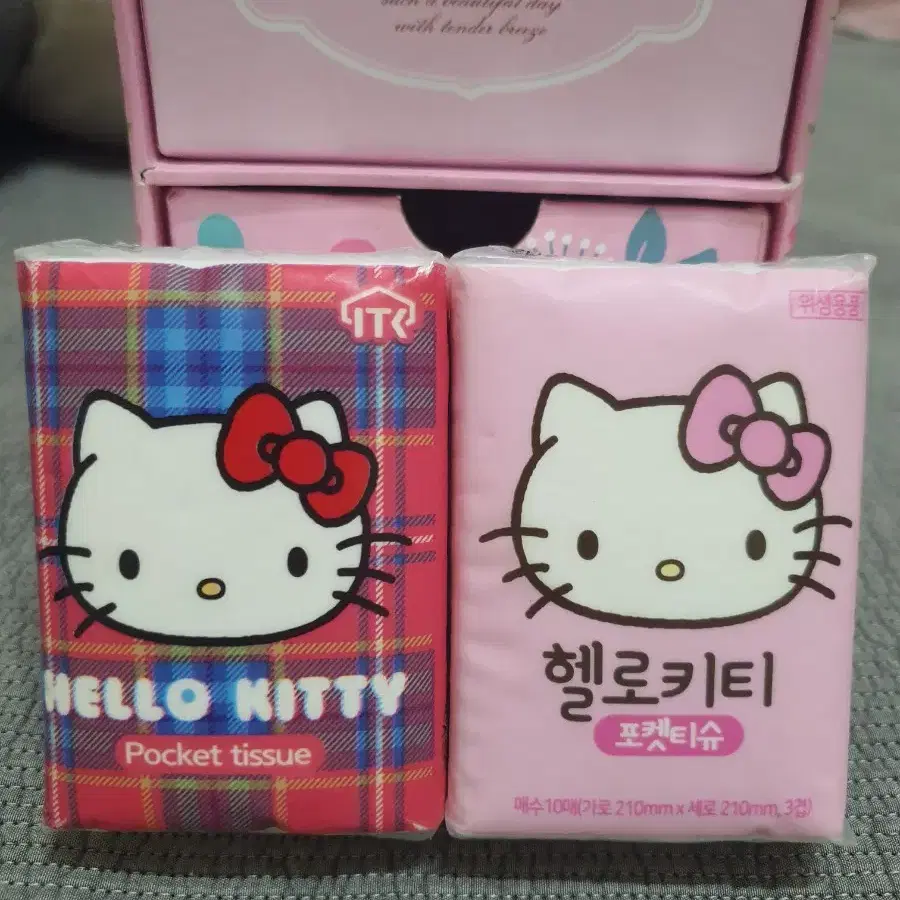 such a beautiful day
with tender breeze
ITC
HELLO KITTY
Pocket tissue
위생용품
헬로키티
포켓티슈
매수10매(가로 210mm x 세로 210mm, 3겹)